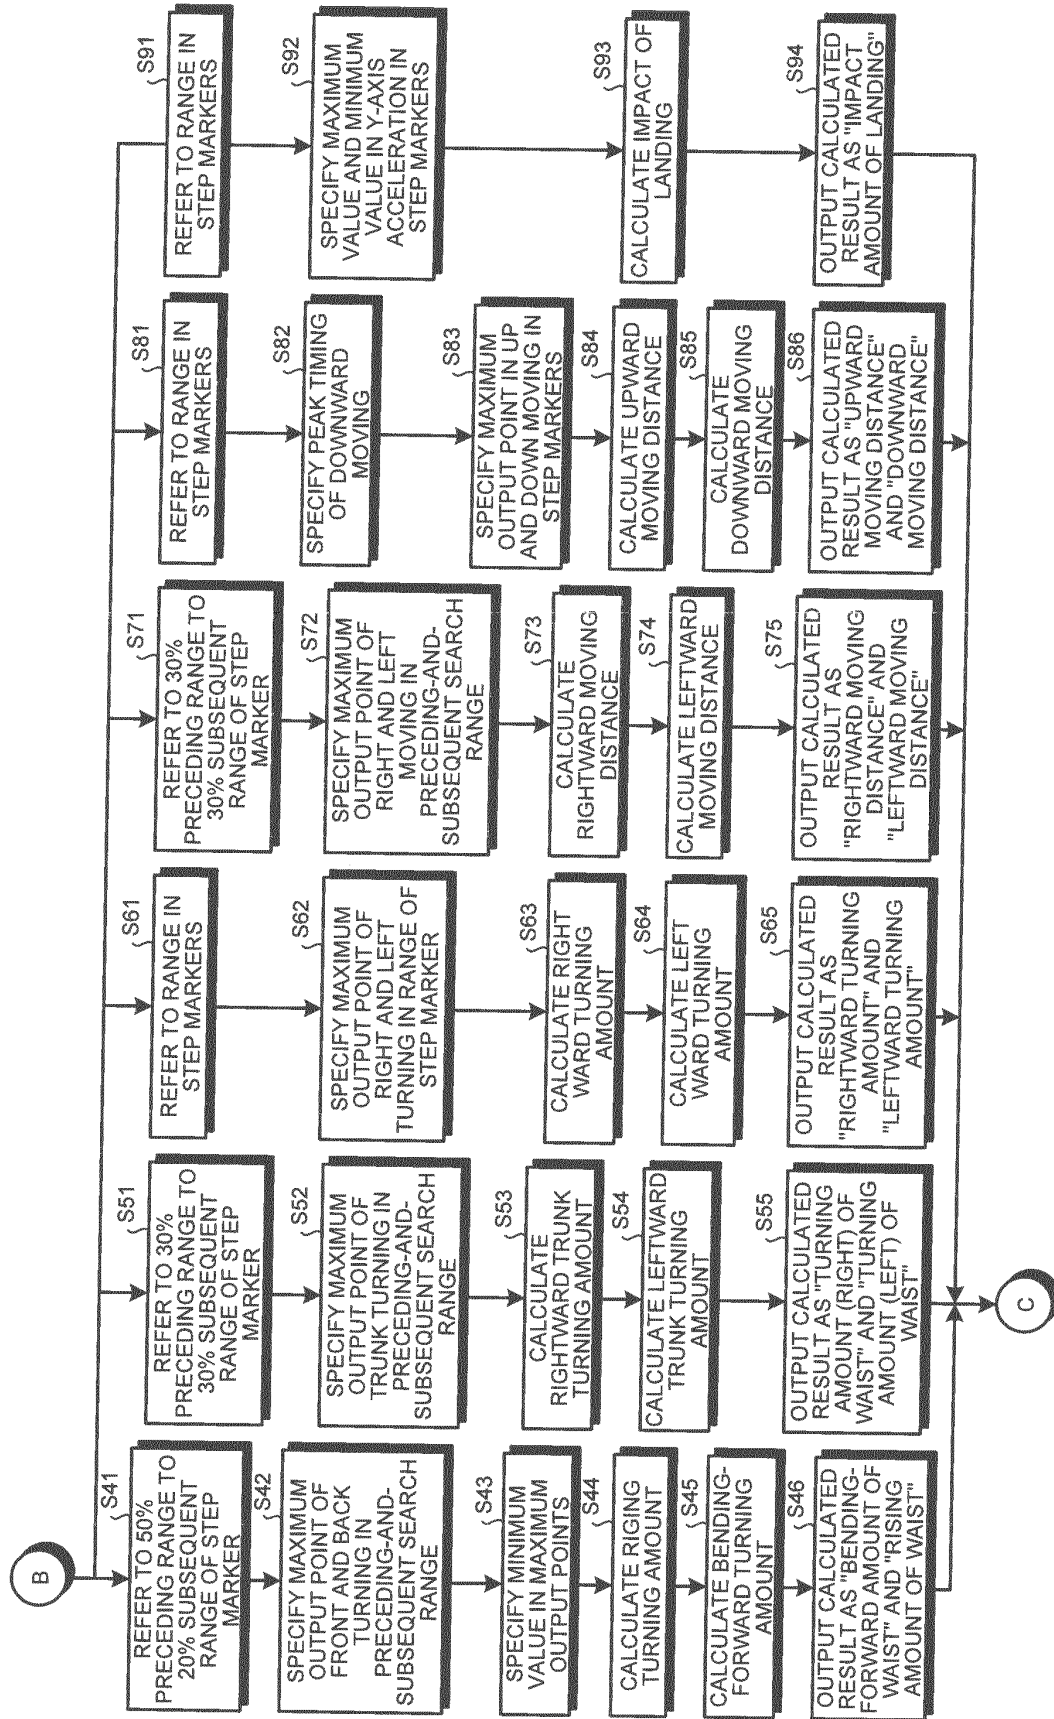 B
S41
REFER TO 50%
PRECEDING RANGE TO
20% SUBSEQUENT
RANGE OF STEP
MARKER
S42
SPECIFY MAXIMUM
OUTPUT POINT OF
FRONT AND BACK
TURNING IN
PRECEDING-AND-
SUBSEQUENT SEARCH
RANGE
S43
SPECIFY MINIMUM
VALUE IN MAXIMUM
OUTPUT POINTS
S44
CALCULATE RIGING
TURNING AMOUNT
S45
CALCULATE BENDING-
FORWARD TURNING
AMOUNT
S46
OUTPUT CALCULATED
RESULT AS "BENDING-
FORWARD AMOUNT OF
WAIST" AND "RISING
AMOUNT OF WAIST"
S51
REFER TO 30%
PRECEDING RANGE TO
30% SUBSEQUENT
RANGE OF STEP
MARKER
S52
SPECIFY MAXIMUM
OUTPUT POINT OF
TRUNK TURNING IN
PRECEDING-AND-
SUBSEQUENT SEARCH
RANGE
S53
CALCULATE
RIGHTWARD TRUNK
TURNING AMOUNT
S54
CALCULATE LEFTWARD
TRUNK TURNING
AMOUNT
S55
OUTPUT CALCULATED
RESULT AS "TURNING
AMOUNT (RIGHT) OF
WAIST" AND "TURNING
AMOUNT (LEFT) OF
WAIST"
S61
REFER TO RANGE IN
STEP MARKERS
S62
SPECIFY MAXIMUM
OUTPUT POINT OF
RIGHT AND LEFT
TURNING IN RANGE OF
STEP MARKER
S63
CALCULATE RIGHT
WARD TURNING
AMOUNT
S64
CALCULATE LEFT
WARD TURNING
AMOUNT
S65
OUTPUT CALCULATED
RESULT AS
"RIGHTWARD TURNING
AMOUNT" AND
"LEFTWARD TURNING
AMOUNT"
S71
REFER TO 30%
PRECEDING RANGE TO
30% SUBSEQUENT
RANGE OF STEP
MARKER
S72
SPECIFY MAXIMUM
OUTPUT POINT OF
RIGHT AND LEFT
MOVING IN
PRECEDING-AND-
SUBSEQUENT SEARCH
RANGE
S73
CALCULATE
RIGHTWARD MOVING
DISTANCE
S74
CALCULATE LEFTWARD
MOVING DISTANCE
S75
OUTPUT CALCULATED
RESULT AS
"RIGHTWARD MOVING
DISTANCE" AND
"LEFTWARD MOVING
DISTANCE"
S81
REFER TO RANGE IN
STEP MARKERS
S82
SPECIFY PEAK TIMING
OF DOWNWARD
MOVING
S83
SPECIFY MAXIMUM
OUTPUT POINT IN UP
AND DOWN MOVING IN
STEP MARKERS
S84
CALCULATE UPWARD
MOVING DISTANCE
S85
CALCULATE
DOWNWARD MOVING
DISTANCE
S86
OUTPUT CALCULATED
RESULT AS "UPWARD
MOVING DISTANCE"
AND "DOWNWARD
MOVING DISTANCE"
S91
REFER TO RANGE IN
STEP MARKERS
S92
SPECIFY MAXIMUM
VALUE AND MINIMUM
VALUE IN Y-AXIS
ACCELERATION IN
STEP MARKERS
S93
CALCULATE IMPACT OF
LANDING
S94
OUTPUT CALCULATED
RESULT AS "IMPACT
AMOUNT OF LANDING"
C